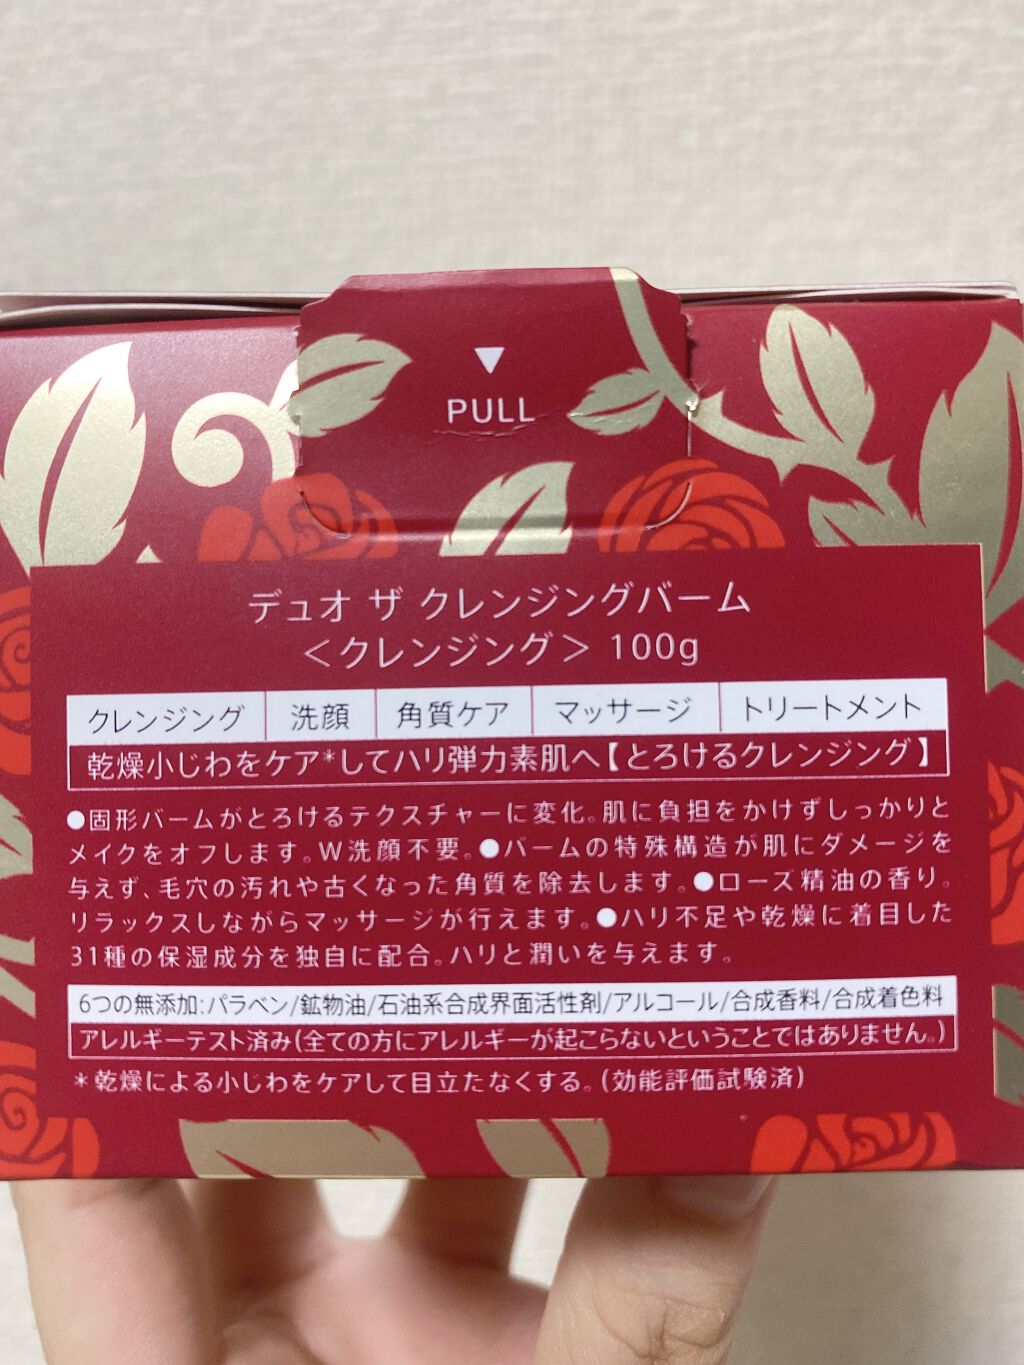 PULL
デュオ ザ クレンジングバーム
＜クレンジング＞ 100g
クレンジング 洗顔 角質ケア マッサージ トリートメント
乾燥小じわをケア*してハリ弾力素肌へ【とろけるクレンジング】
●固形バームがとろけるテクスチャーに変化。肌に負担をかけずしっかりと
メイクをオフします。W洗顔不要。●バームの特殊構造が肌にダメージを
与えず、毛穴の汚れや古くなった角質を除去します。●ローズ精油の香り。
リラックスしながらマッサージが行えます。●ハリ不足や乾燥に着目した
31種の保湿成分を独自に配合。ハリと潤いを与えます。
6つの無添加:パラベン/鉱物油/石油系合成界面活性剤/アルコール/合成香料/合成着色料
アレルギーテスト済み(全ての方にアレルギーが起こらないということではありません。)
*乾燥による小じわをケアして目立たなくする。(効能評価試験済)